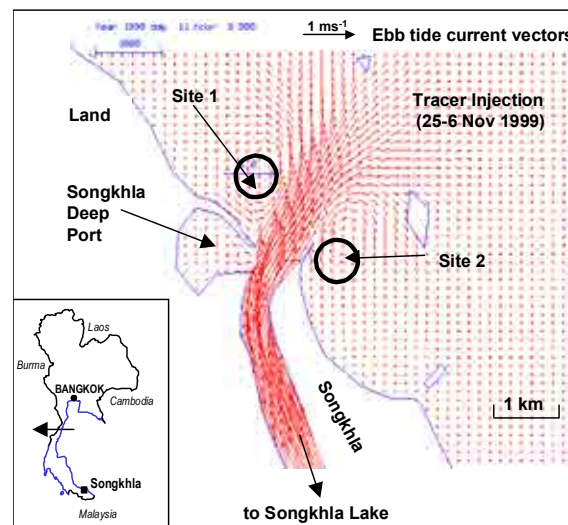 1 ms-1
Ebb tide current vectors
Site 1
Land
Tracer Injection
(25-6 Nov 1999)
Songkhla
Deep
Port
Site 2
Laos
Burma
BANGKOK
Cambodia
Songkhla
Malaysia
Songkhla
1 km
to Songkhla Lake